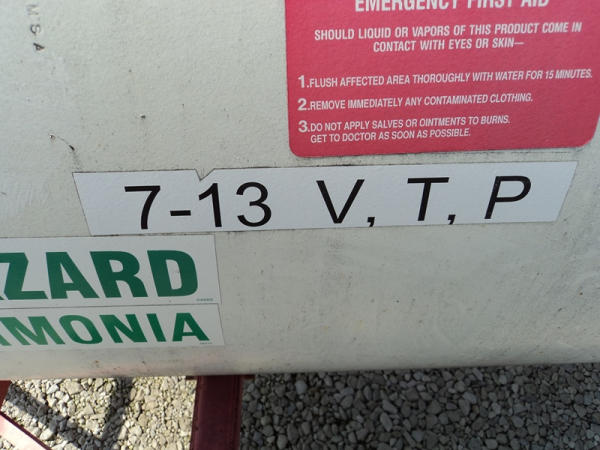 MSA
EMERGENCY FIRST AID
SHOULD LIQUID OR VAPORS OF THIS PRODUCT COME IN
CONTACT WITH EYES OR SKIN—
1. FLUSH AFFECTED AREA THOROUGHLY WITH WATER FOR 15 MINUTES.
2. REMOVE IMMEDIATELY ANY CONTAMINATED CLOTHING.
3. DO NOT APPLY SALVES OR OINTMENTS TO BURNS.
GET TO DOCTOR AS SOON AS POSSIBLE.
7-13 V, T, P
ZARD
MONIA